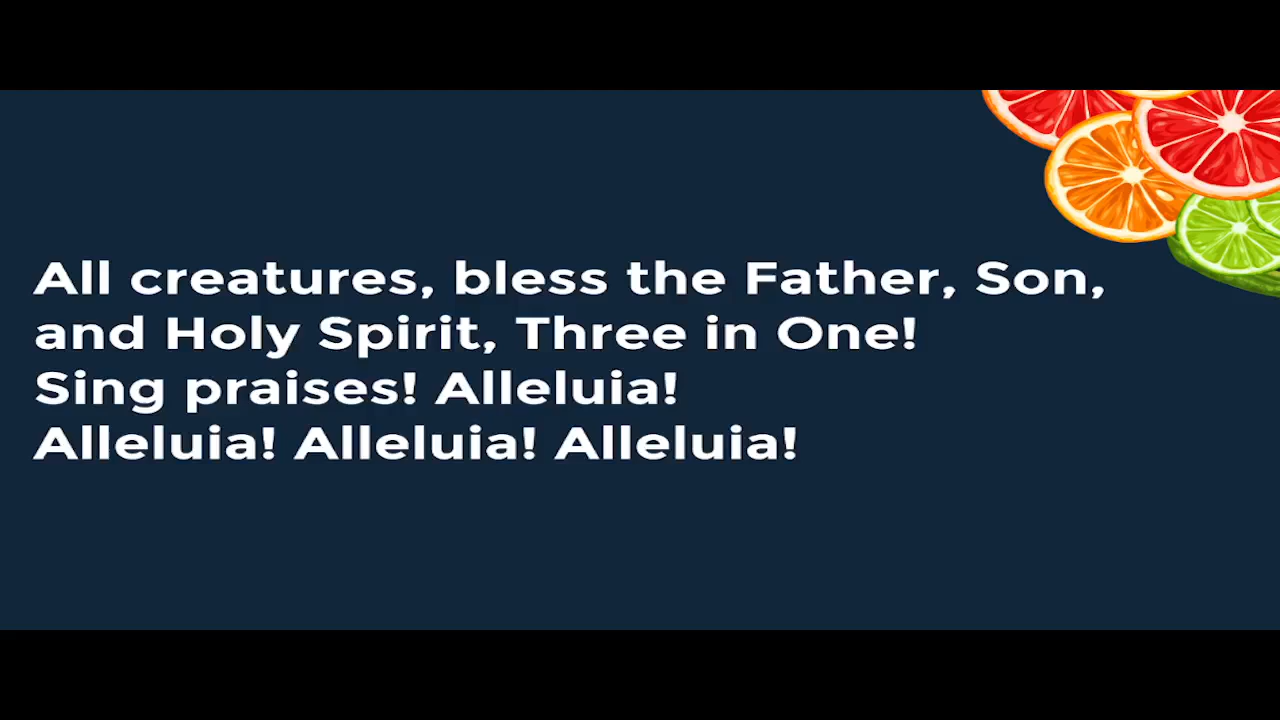 All creatures, bless the Father, Son,
and Holy Spirit, Three in One!
Sing praises! Alleluia!
Alleluia! Alleluia! Alleluia!